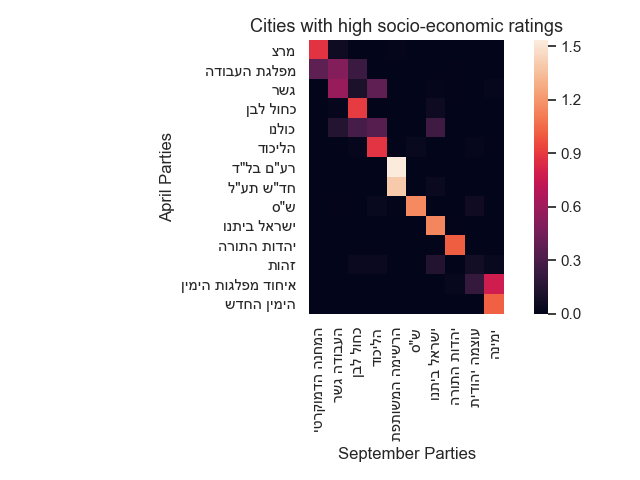 Cities with high socio-economic ratings
April Parties
מרצ
מפלגת העבודה
גשר
כחול לבן
כולנו
הליכוד
רע"ם בל"ד
חד"ש תע"ל
ש"ס
ישראל ביתנו
יהדות התורה
זהות
איחוד מפלגות הימין
הימין החדש
המחנה הדמוקרטי
העבודה גשר
כחול לבן
הליכוד
הרשימה המשותפת
ש"ס
ישראל ביתנו
יהדות התורה
עוצמה יהודית
ימינה
September Parties
1.5
1.2
0.9
0.6
0.3
0.0